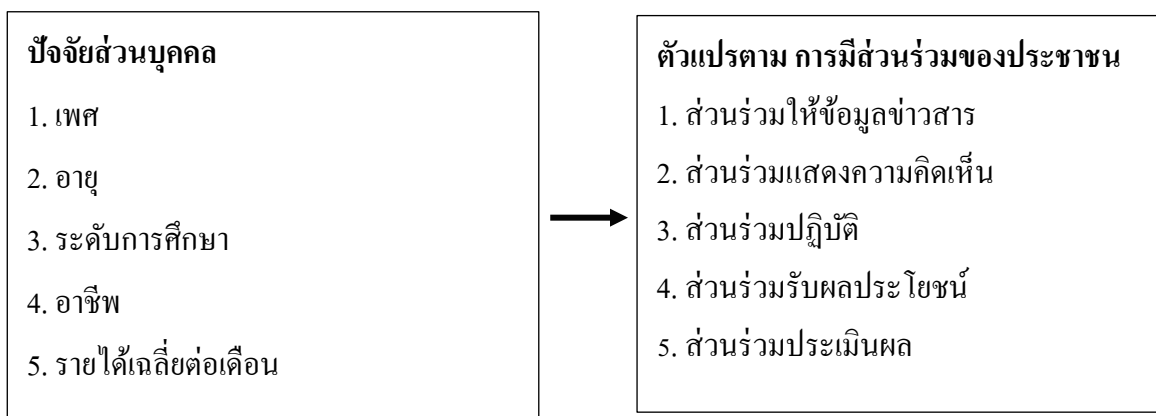 ปัจจัยส่วนบุคคล
1. เพศ
2. อายุ
3. ระดับการศึกษา
4. อาชีพ
5. รายได้เฉลี่ยต่อเดือน
ตัวแปรตาม การมีส่วนร่วมของประชาชน
1. ส่วนร่วมให้ข้อมูลข่าวสาร
2. ส่วนร่วมแสดงความคิดเห็น
3. ส่วนร่วมปฏิบัติ
4. ส่วนร่วมรับผลประโยชน์
5. ส่วนร่วมประเมินผล